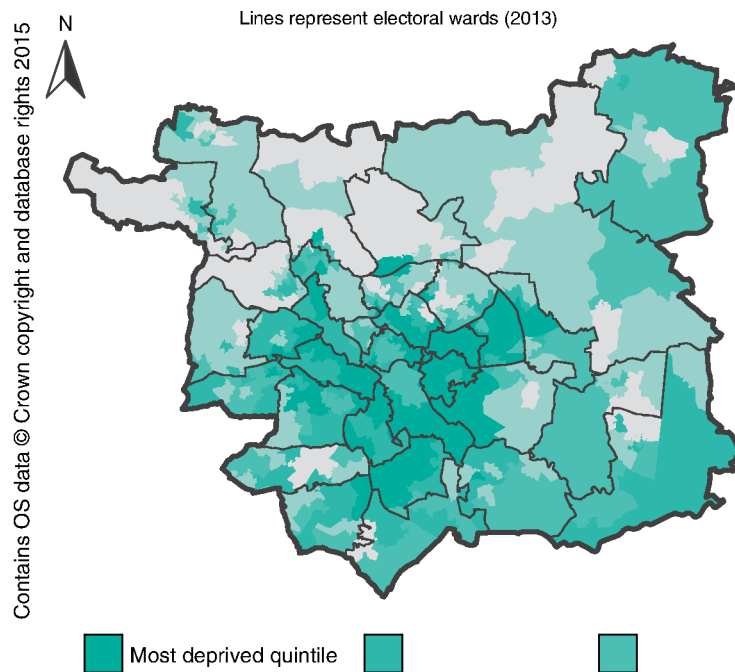 Lines represent electoral wards (2013)
N
Contains OS data © Crown copyright and database rights 2015
Most deprived quintile